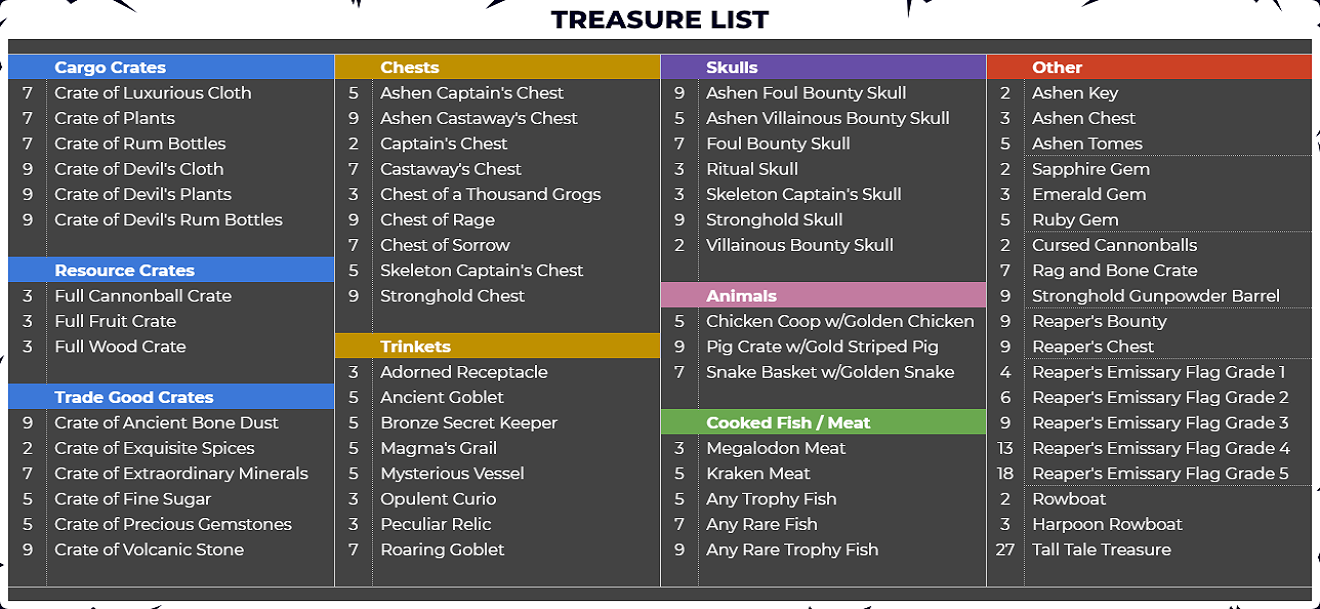 TREASURE LIST
Cargo Crates
7 Crate of Luxurious Cloth
7 Crate of Plants
7 Crate of Rum Bottles
9 Crate of Devil's Cloth
9 Crate of Devil's Plants
9 Crate of Devil's Rum Bottles
Resource Crates
3 Full Cannonball Crate
3 Full Fruit Crate
3 Full Wood Crate
Trade Good Crates
9 Crate of Ancient Bone Dust
2 Crate of Exquisite Spices
7 Crate of Extraordinary Minerals
5 Crate of Fine Sugar
5 Crate of Precious Gemstones
9 Crate of Volcanic Stone
Chests
5 Ashen Captain's Chest
9 Ashen Castaway's Chest
2 Captain's Chest
7 Castaway's Chest
3 Chest of a Thousand Grogs
9 Chest of Rage
7 Chest of Sorrow
5 Skeleton Captain's Chest
9 Stronghold Chest
Trinkets
3 Adorned Receptacle
5 Ancient Goblet
5 Bronze Secret Keeper
5 Magma's Grail
5 Mysterious Vessel
3 Opulent Curio
3 Peculiar Relic
7 Roaring Goblet
Skulls
9 Ashen Foul Bounty Skull
5 Ashen Villainous Bounty Skull
7 Foul Bounty Skull
3 Ritual Skull
3 Skeleton Captain's Skull
9 Stronghold Skull
2 Villainous Bounty Skull
Animals
5 Chicken Coop w/Golden Chicken
9 Pig Crate w/Gold Striped Pig
7 Snake Basket w/Golden Snake
Cooked Fish / Meat
3 Megalodon Meat
5 Kraken Meat
5 Any Trophy Fish
7 Any Rare Fish
9 Any Rare Trophy Fish
Other
2 Ashen Key
3 Ashen Chest
5 Ashen Tomes
2 Sapphire Gem
3 Emerald Gem
5 Ruby Gem
2 Cursed Cannonballs
7 Rag and Bone Crate
9 Stronghold Gunpowder Barrel
9 Reaper's Bounty
9 Reaper's Chest
4 Reaper's Emissary Flag Grade 1
6 Reaper's Emissary Flag Grade 2
9 Reaper's Emissary Flag Grade 3
13 Reaper's Emissary Flag Grade 4
18 Reaper's Emissary Flag Grade 5
2 Rowboat
3 Harpoon Rowboat
27 Tall Tale Treasure